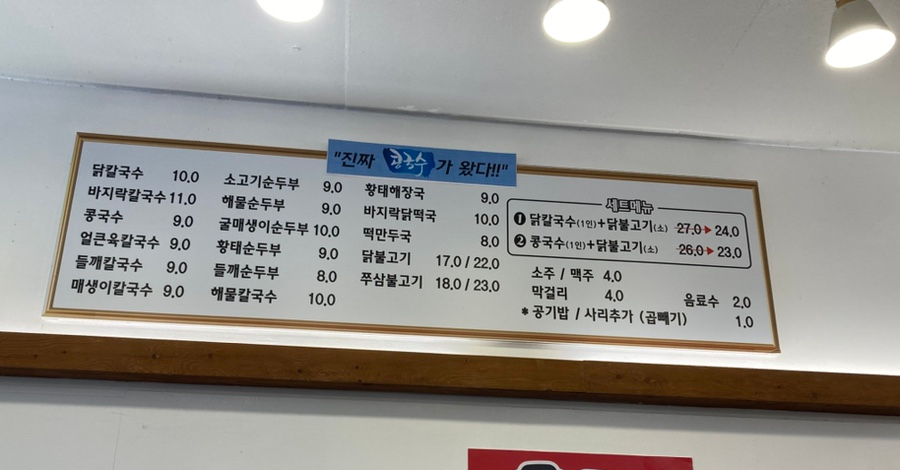 "진짜 콩국수가 왔다!!"
닭칼국수 10.0
바지락칼국수 11.0
콩국수 9.0
얼큰육칼국수 9.0
들깨칼국수 9.0
매생이칼국수 9.0
소고기순두부 9.0
해물순두부 9.0
굴매생이순두부 10.0
황태순두부 9.0
들깨순두부 8.0
해물칼국수 10.0
황태해장국 9.0
바지락닭떡국 10.0
떡만두국 8.0
닭불고기 17.0 / 22.0
쭈삼불고기 18.0 / 23.0
세트메뉴
❶ 닭칼국수(1인)+닭불고기(소) 27.0 ▶ 24.0
❷ 콩국수(1인)+닭불고기(소) 26.0 ▶ 23.0
소주 / 맥주 4.0
막걸리 4.0 음료수 2.0
* 공기밥 / 사리추가 (곱빼기) 1.0